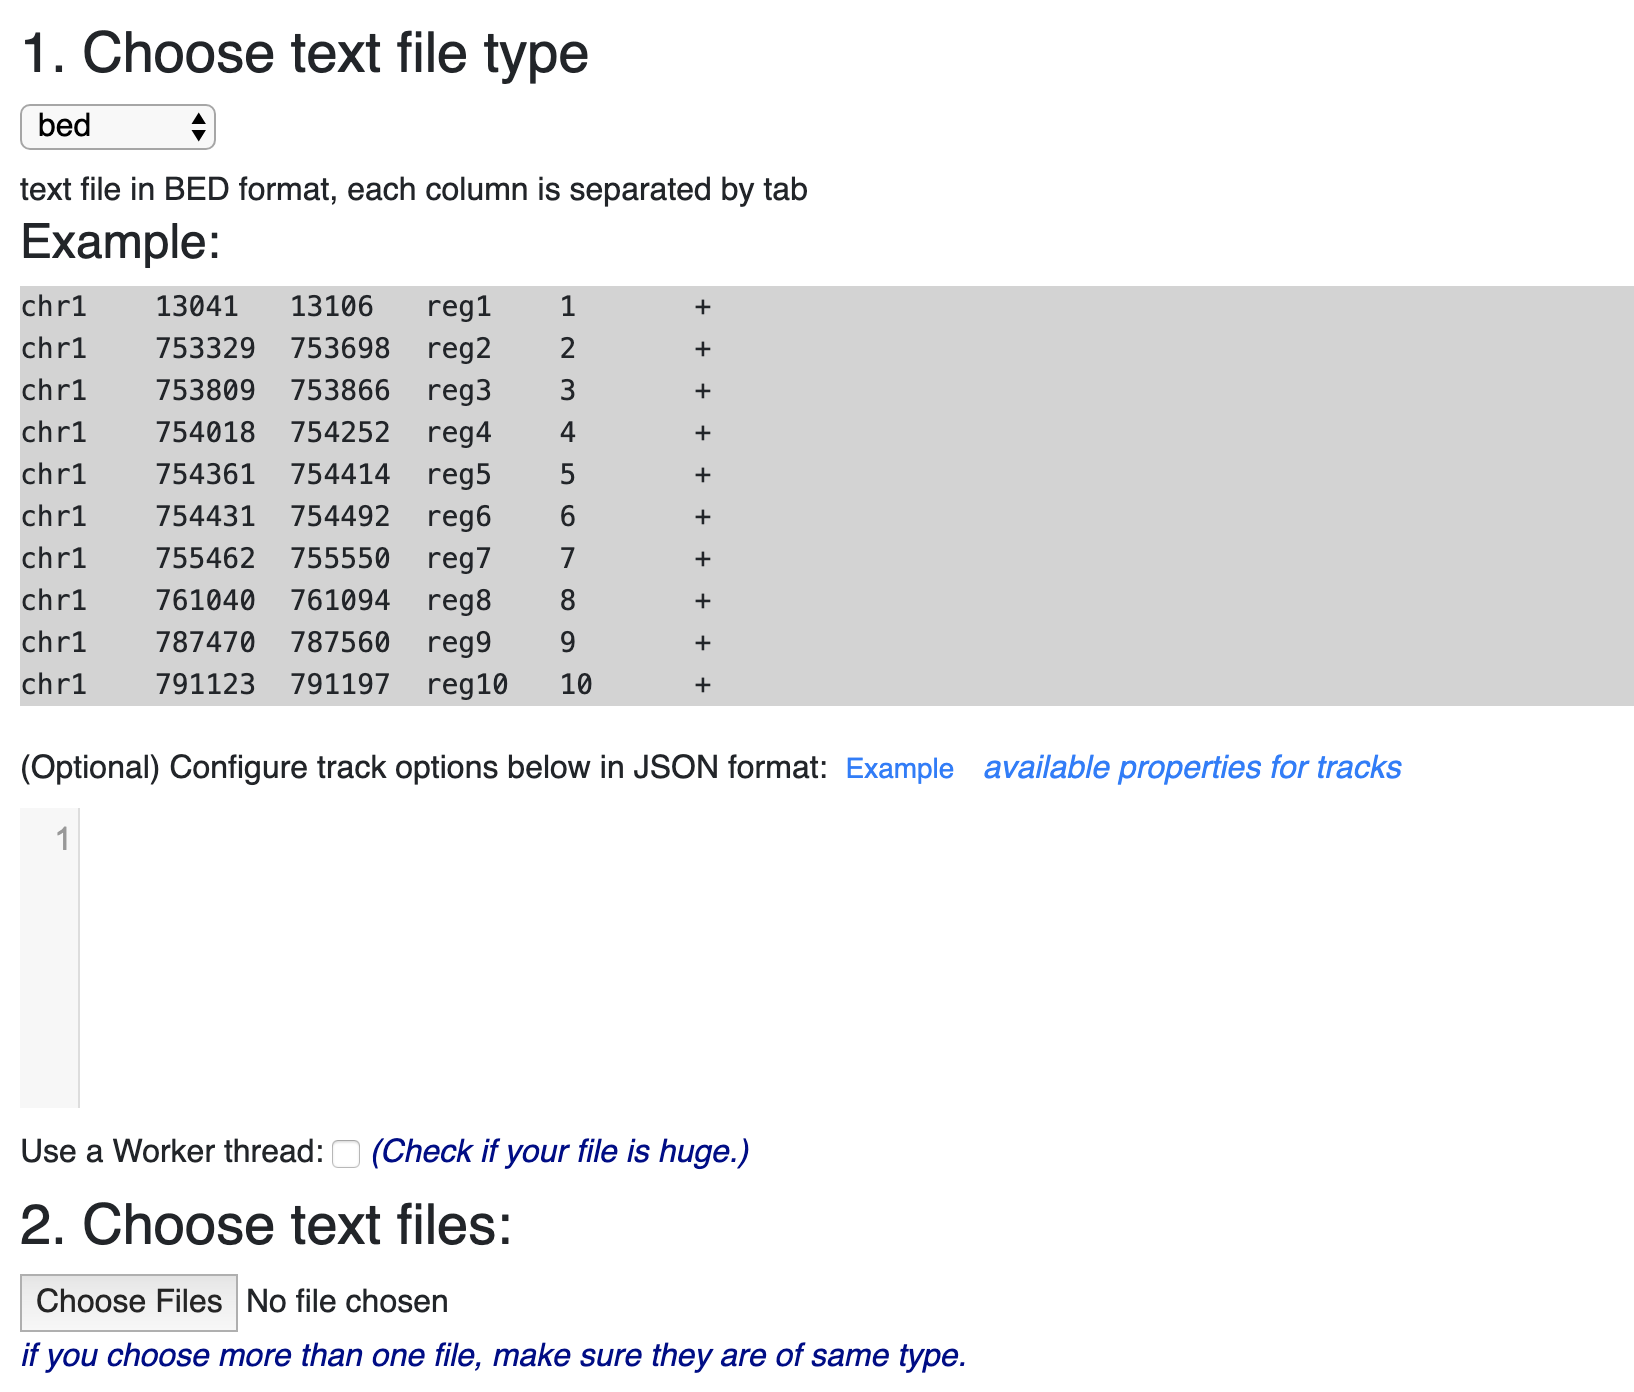 1. Choose text file type
bed
text file in BED format, each column is separated by tab
Example:
chr1 13041 13106 reg1 1 +
chr1 753329 753698 reg2 2 +
chr1 753809 753866 reg3 3 +
chr1 754018 754252 reg4 4 +
chr1 754361 754414 reg5 5 +
chr1 754431 754492 reg6 6 +
chr1 755462 755550 reg7 7 +
chr1 761040 761094 reg8 8 +
chr1 787470 787560 reg9 9 +
chr1 791123 791197 reg10 10 +
(Optional) Configure track options below in JSON format: Example available properties for tracks
1
Use a Worker thread: (Check if your file is huge.)
2. Choose text files:
Choose Files No file chosen
if you choose more than one file, make sure they are of same type.